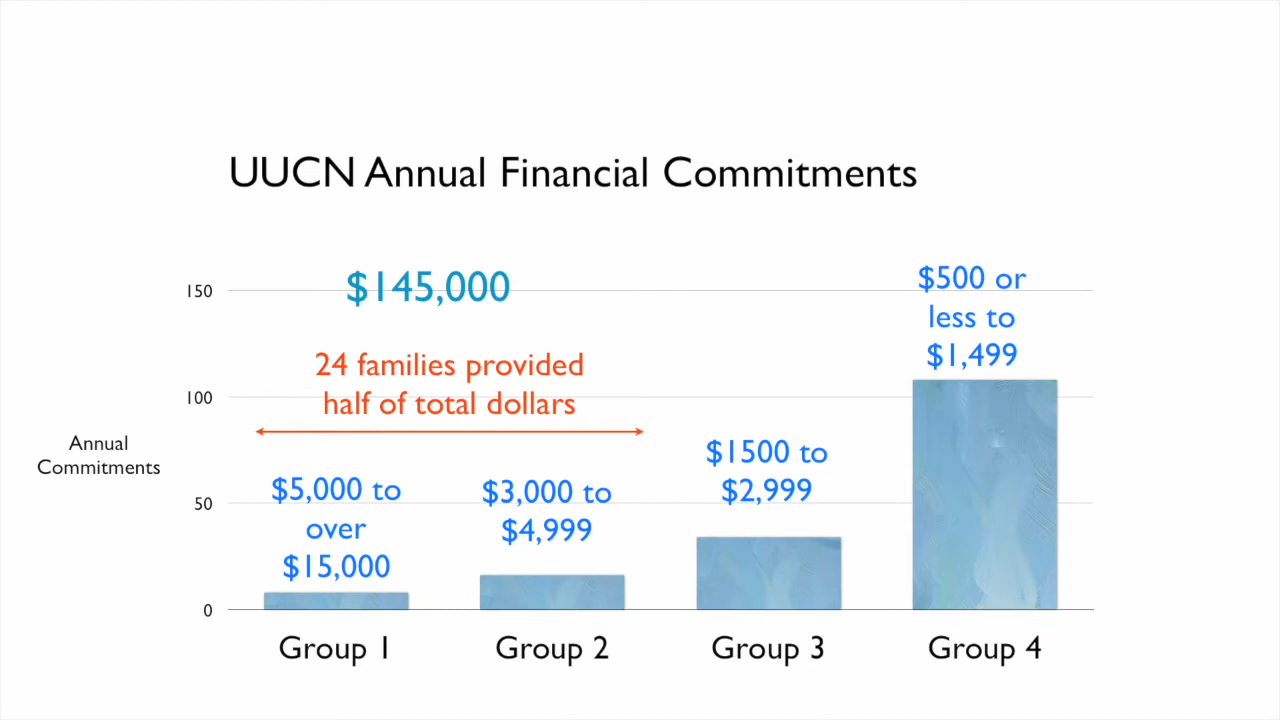 UUCN Annual Financial Commitments
$145,000
24 families provided
half of total dollars
150
100
50
0
Annual
Commitments
$5,000 to
over
$15,000
$3,000 to
$4,999
$1500 to
$2,999
$500 or
less to
$1,499
Group 1
Group 2
Group 3
Group 4